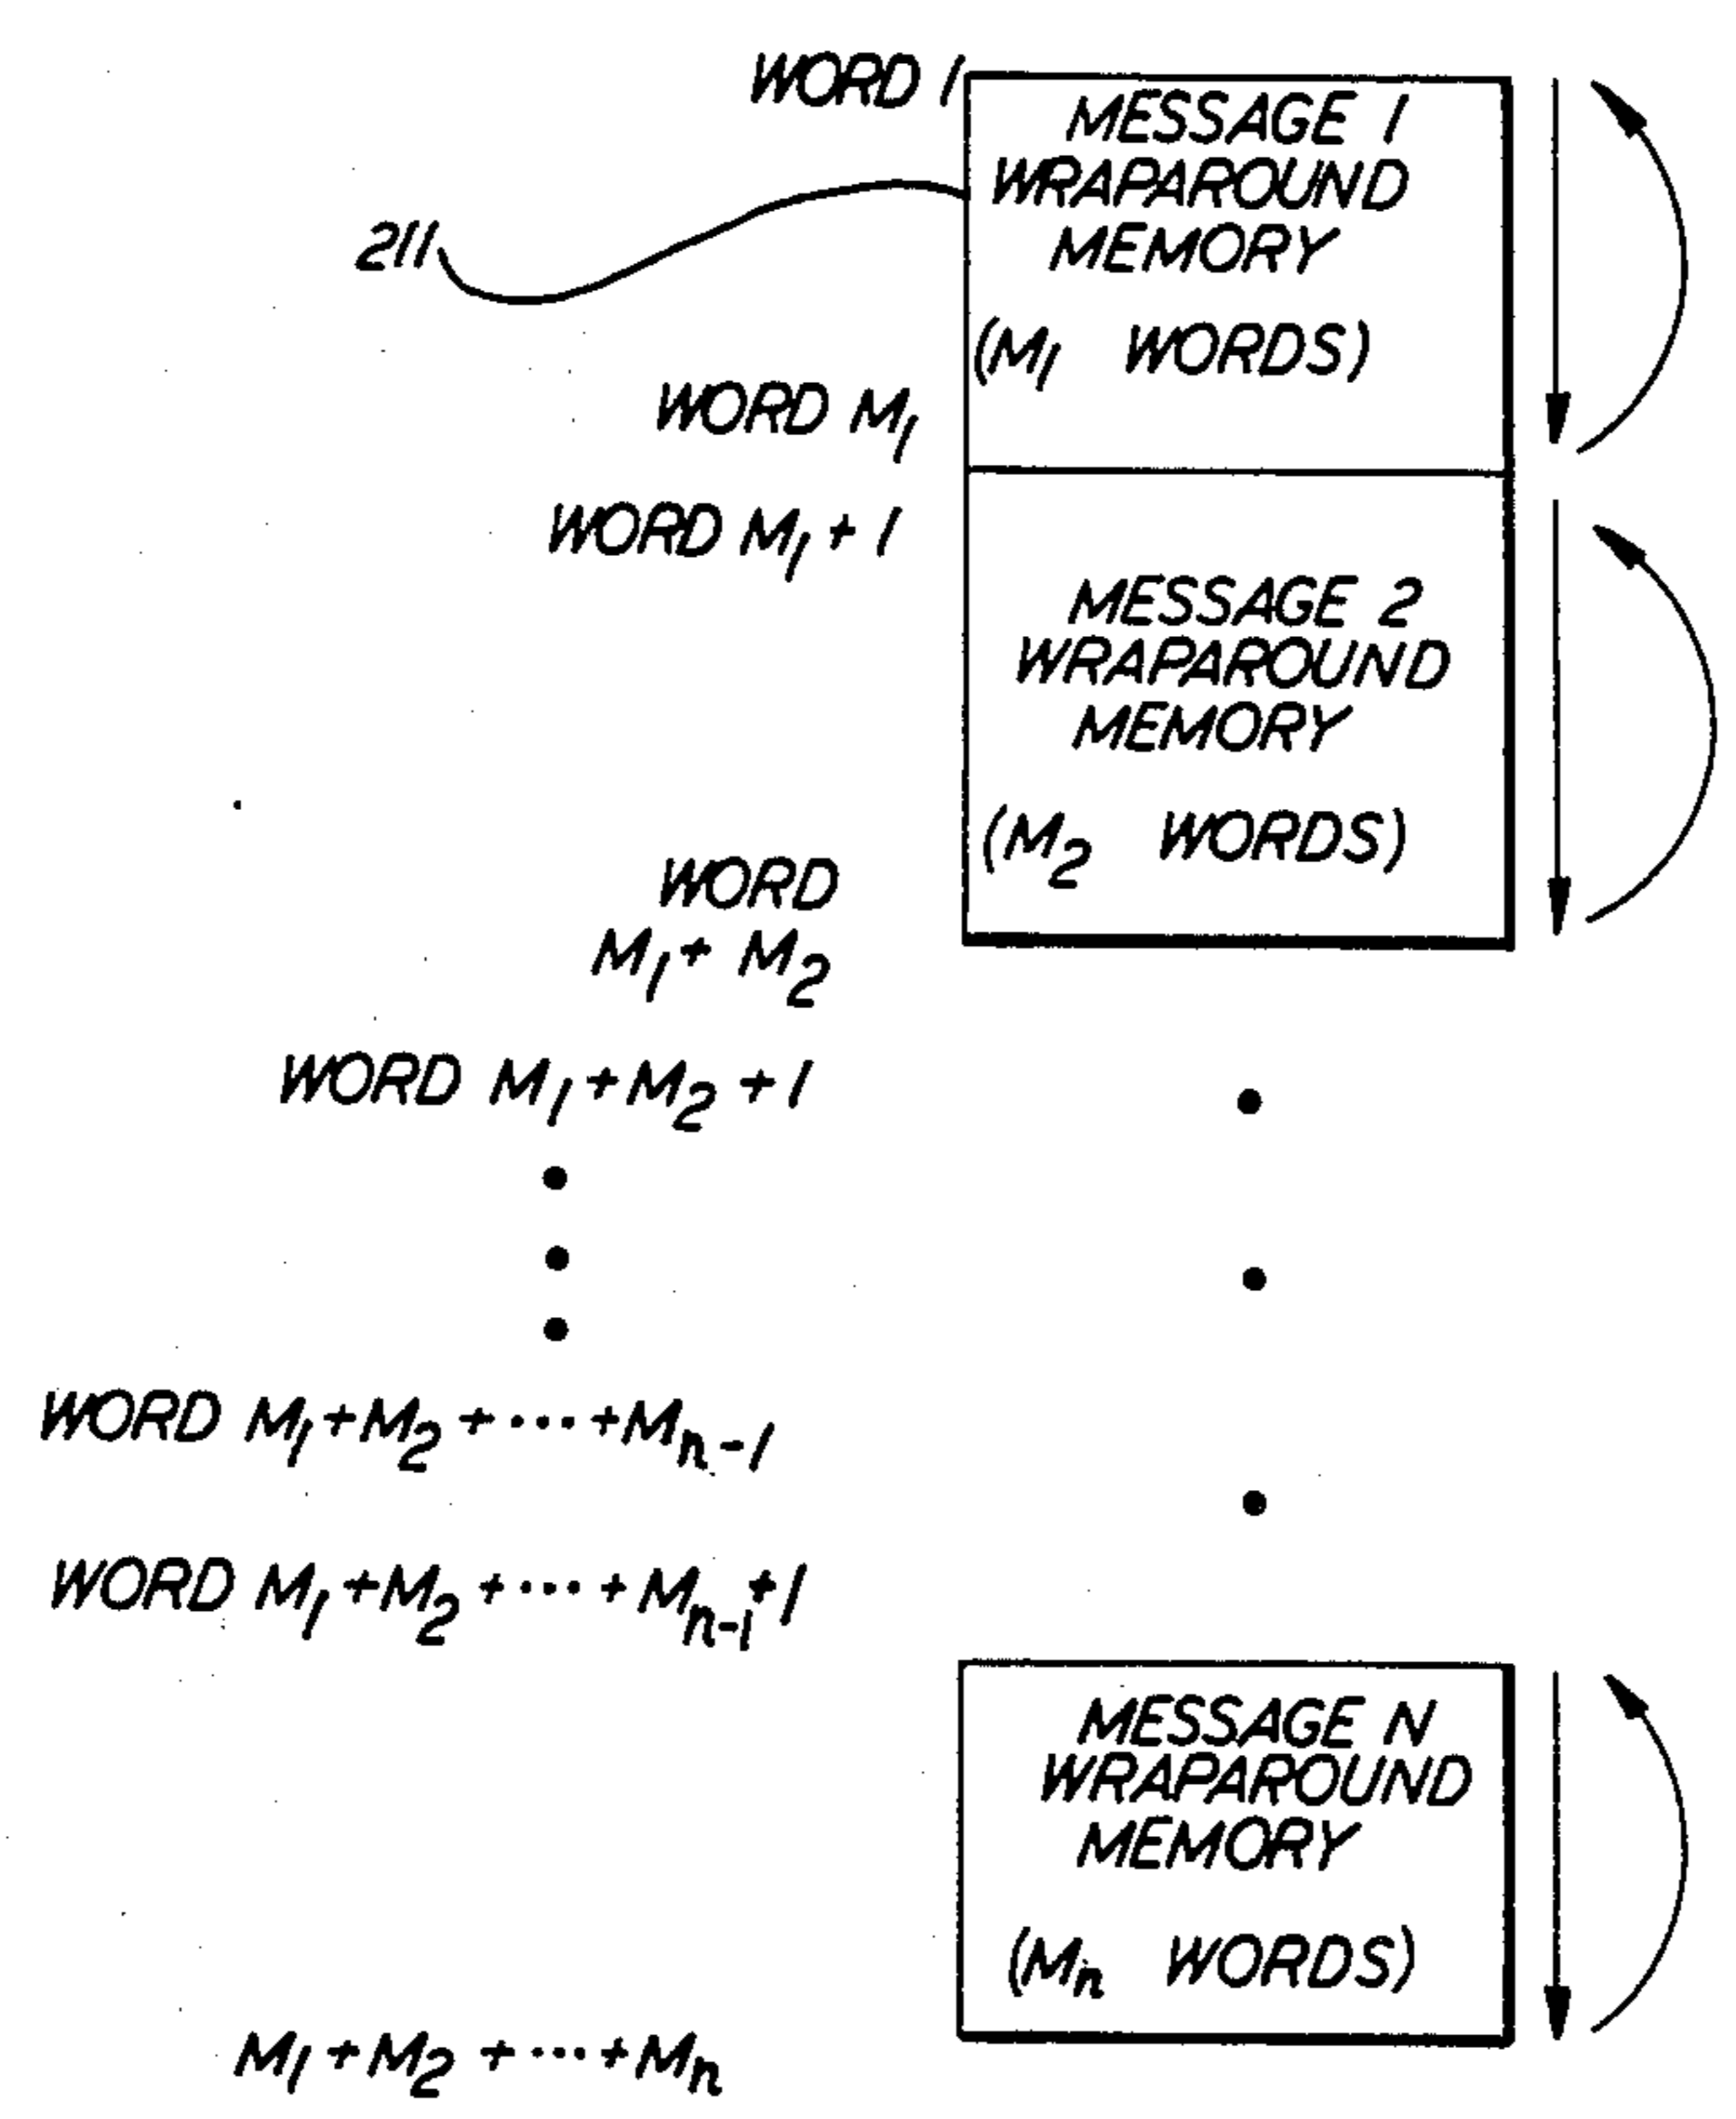 WORD 1
MESSAGE 1
WRAPAROUND
MEMORY
211
(M₁ WORDS)
WORD M₁
WORD M₁ + 1
MESSAGE 2
WRAPAROUND
MEMORY
(M₂ WORDS)
WORD
M₁ + M₂
WORD M₁ + M₂ + 1
WORD M₁ + M₂ + ··· + Mₙ₋₁
WORD M₁ + M₂ + ··· + Mₙ₋₁ + 1
MESSAGE N
WRAPAROUND
MEMORY
(Mₙ WORDS)
M₁ + M₂ + ··· + Mₙ